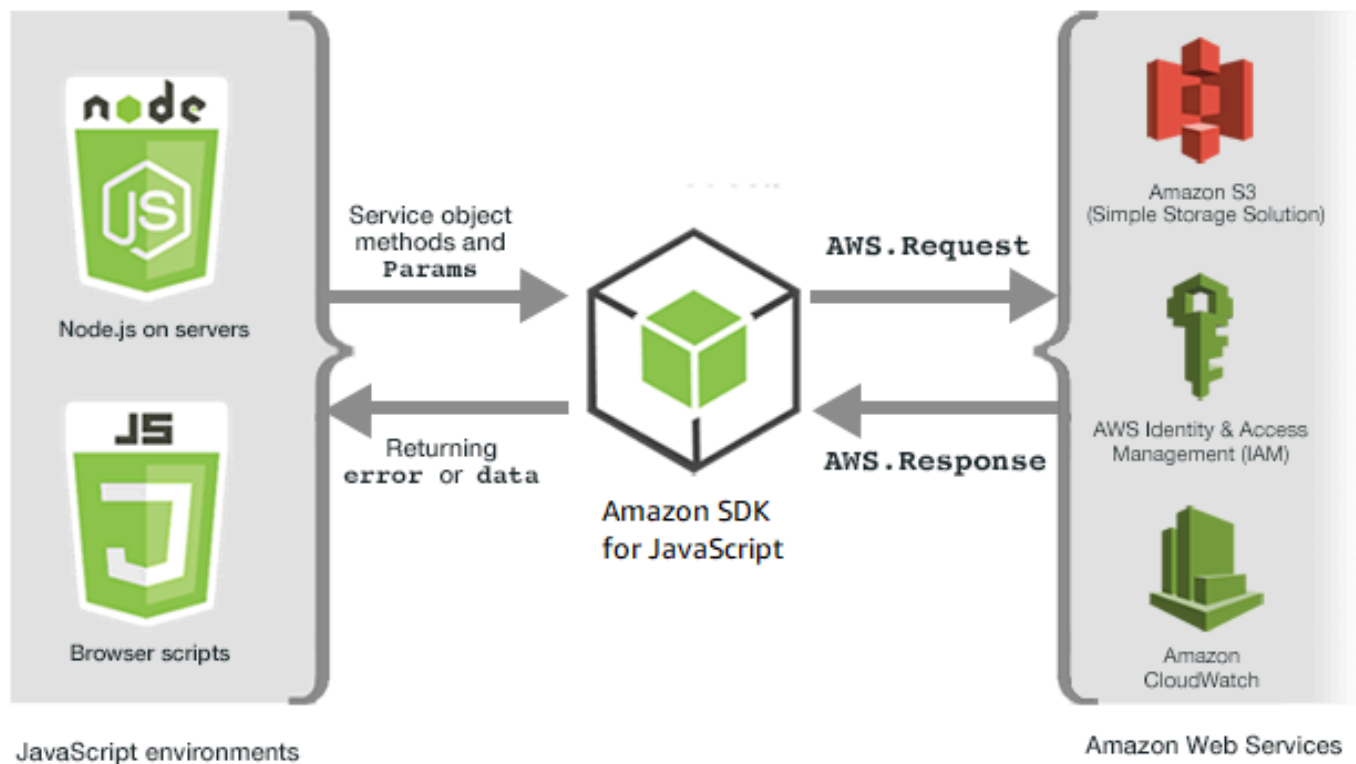 node
JS
Node.js on servers
JS
Browser scripts
JavaScript environments
Service object
methods and
Params
Returning
error or data
Amazon SDK
for JavaScript
AWS.Request
AWS.Response
Amazon S3
(Simple Storage Solution)
AWS Identity & Access
Management (IAM)
Amazon
CloudWatch
Amazon Web Services